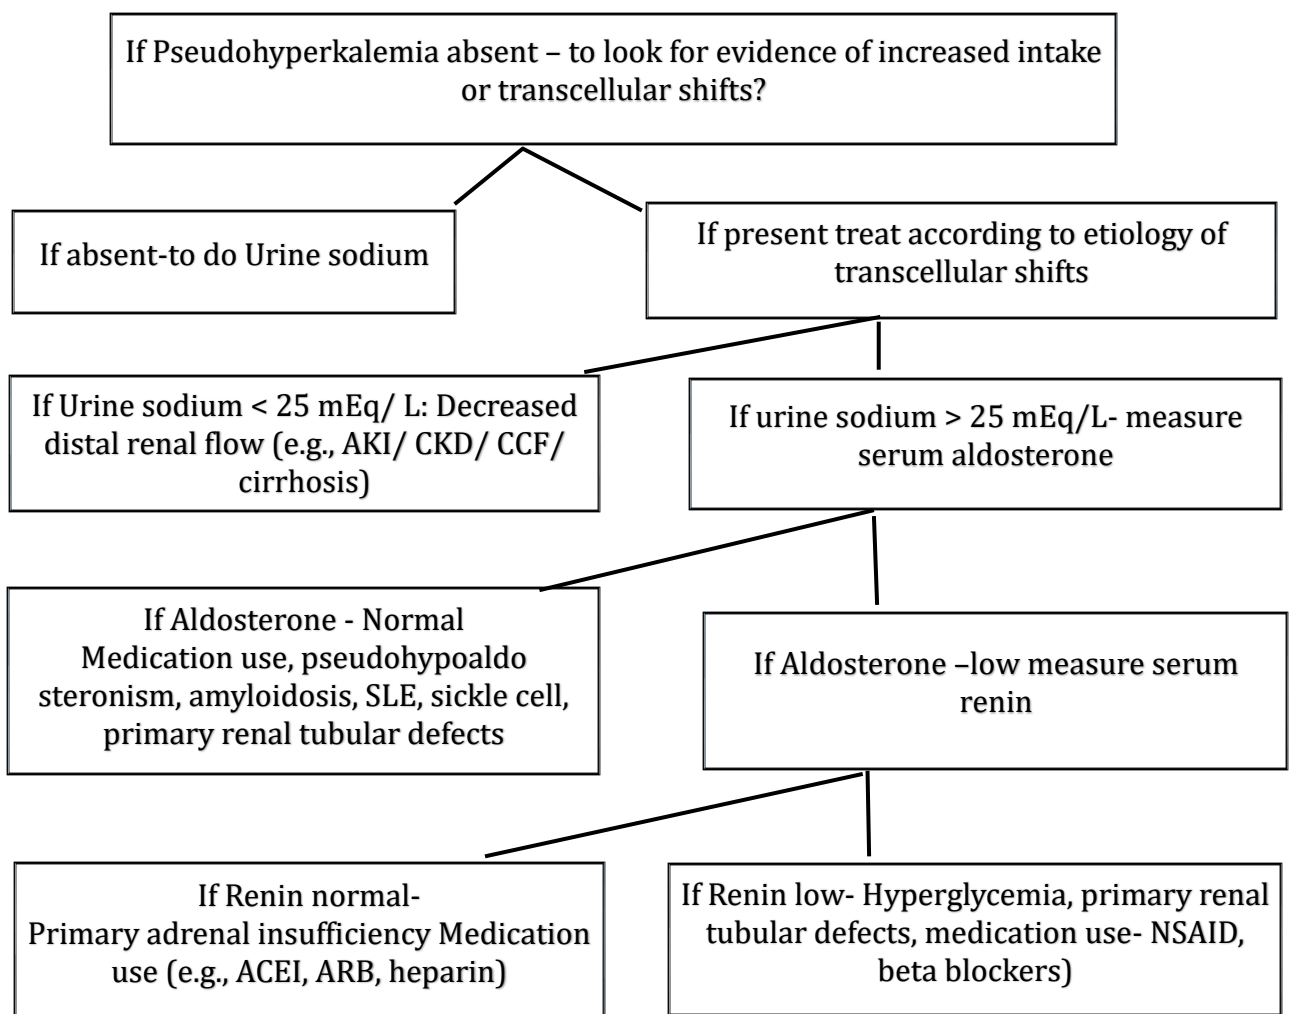 If Pseudohyperkalemia absent – to look for evidence of increased intake
or transcellular shifts?
If absent-to do Urine sodium
If present treat according to etiology of
transcellular shifts
If Urine sodium < 25 mEq/ L: Decreased
distal renal flow (e.g., AKI/ CKD/ CCF/
cirrhosis)
If urine sodium > 25 mEq/L- measure
serum aldosterone
If Aldosterone - Normal
Medication use, pseudohypoaldo
steronism, amyloidosis, SLE, sickle cell,
primary renal tubular defects
If Aldosterone –low measure serum
renin
If Renin normal-
Primary adrenal insufficiency Medication
use (e.g., ACEI, ARB, heparin)
If Renin low- Hyperglycemia, primary renal
tubular defects, medication use- NSAID,
beta blockers)